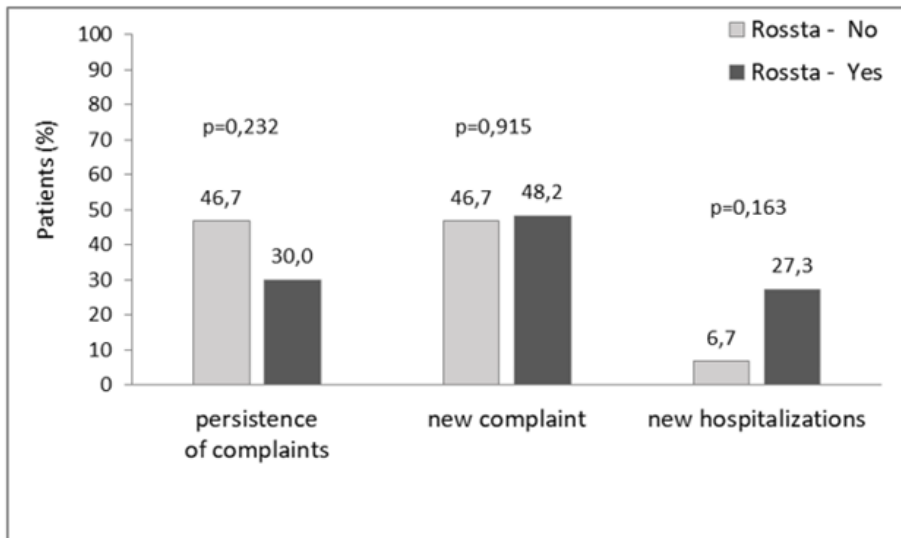 Rossta - No
Rossta - Yes
Patients (%)
100
90
80
70
60
50
40
30
20
10
0
p=0,232
46,7
30,0
p=0,915
46,7
48,2
p=0,163
6,7
27,3
persistence
of complaints
new complaint
new hospitalizations